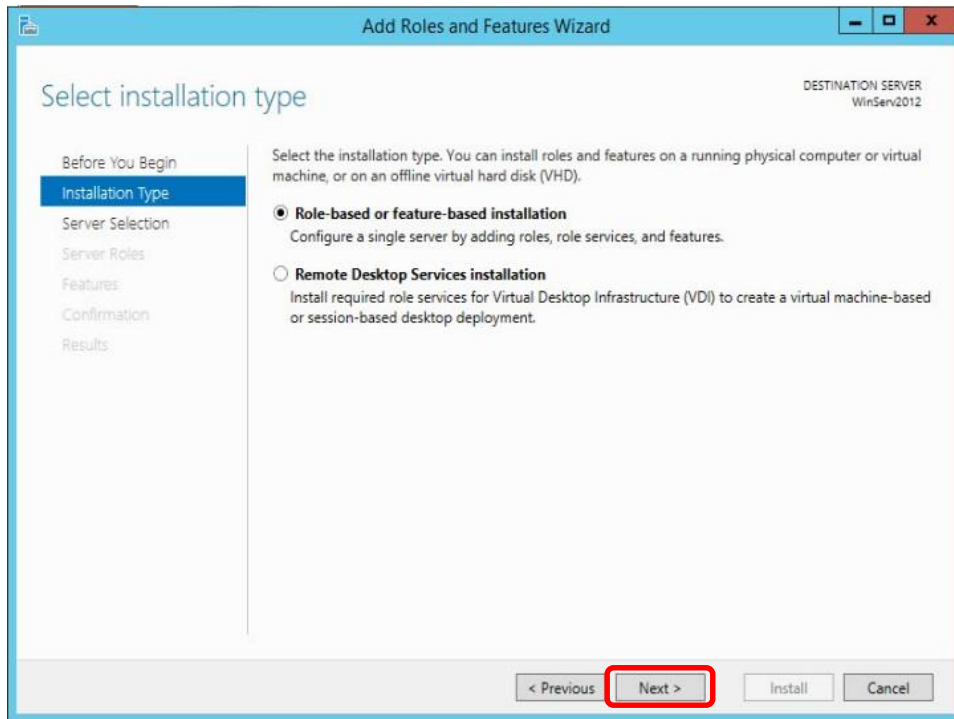 Add Roles and Features Wizard
Select installation type
DESTINATION SERVER
WinServ2012
Before You Begin
Installation Type
Server Selection
Server Roles
Features
Confirmation
Results
Select the installation type. You can install roles and features on a running physical computer or virtual
machine, or on an offline virtual hard disk (VHD).
Role-based or feature-based installation
Configure a single server by adding roles, role services, and features.
Remote Desktop Services installation
Install required role services for Virtual Desktop Infrastructure (VDI) to create a virtual machine-based
or session-based desktop deployment.
< Previous Next > Install Cancel